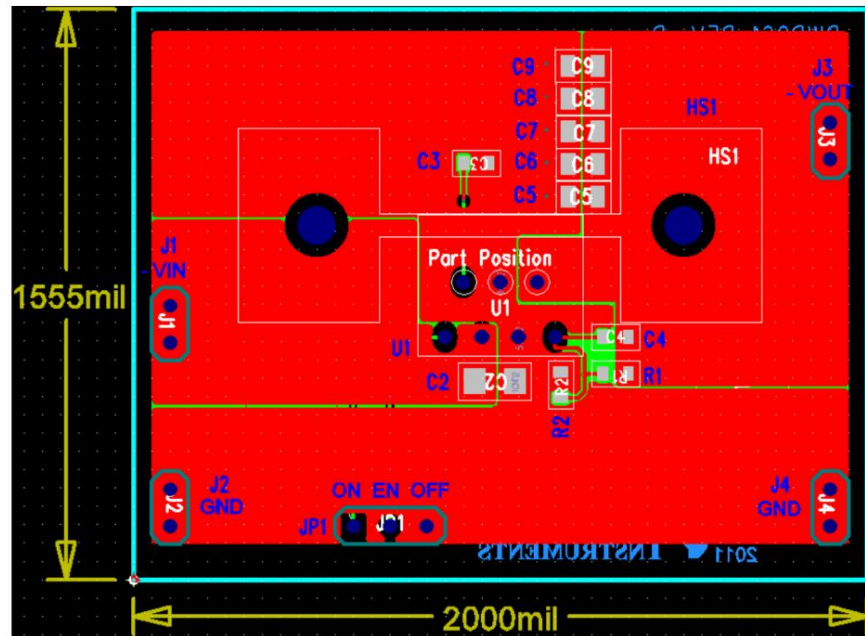 C9 C9
C8 C8
C7 C7
C6 C6
C5 C5
C3 C3
HS1
HS1
J3
- VOUT
J3
J1
- VIN
J1
1555mil
Part Position
U1
U1
C4 C4
C2 C2
R2
R1 R1
R2
J2
GND
J2
ON EN OFF
JP1 JP1
J4
GND
J4
INSTRUMENTS 2011
2000mil